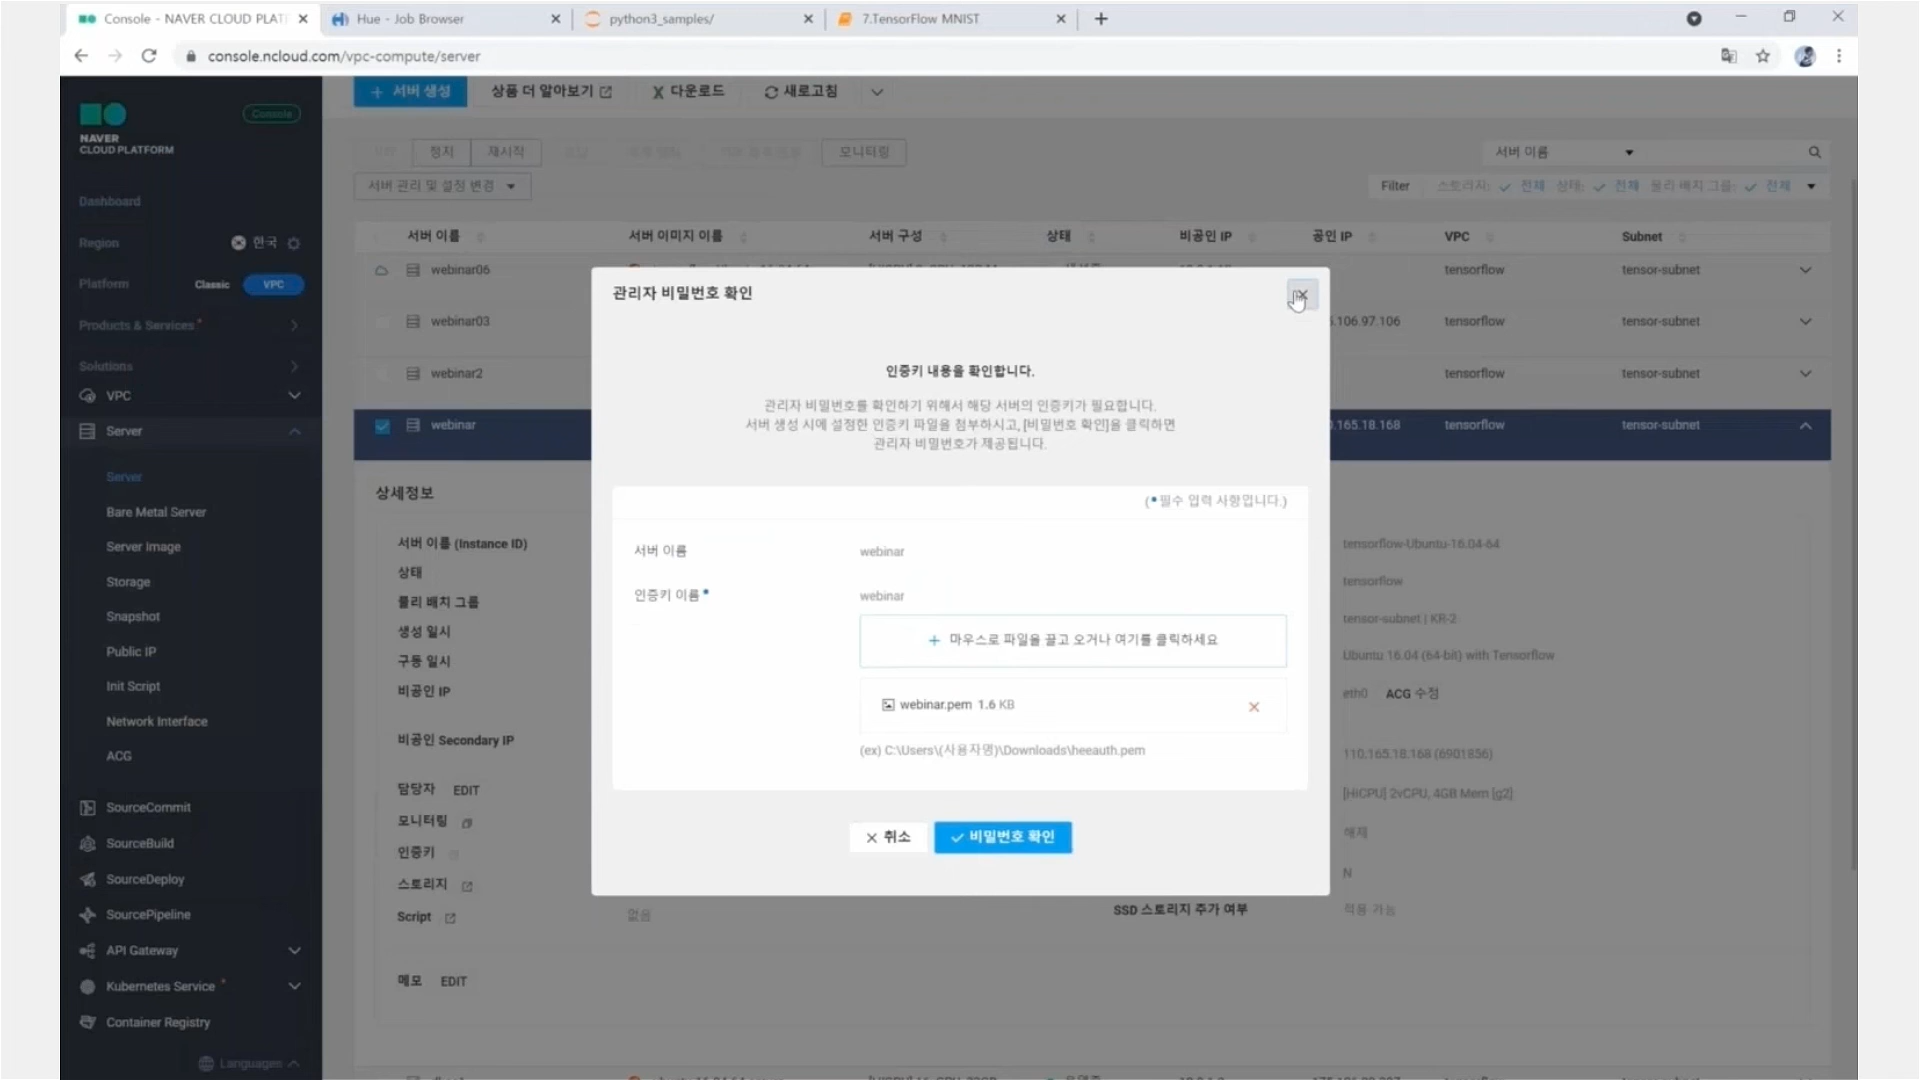 Console - NAVER CLOUD PLAT
Hue - Job Browser
python3_samples/
7.TensorFlow MNIST
console.ncloud.com/vpc-compute/server
NAVER
CLOUD PLATFORM
Console
Dashboard
Region 한국
Platform Classic VPC
Products & Services
Solutions
VPC
Server
Server
Bare Metal Server
Server Image
Storage
Snapshot
Public IP
Init Script
Network Interface
ACG
SourceCommit
SourceBuild
SourceDeploy
SourcePipeline
API Gateway
Kubernetes Service
Container Registry
Languages
+ 서버 생성 상품 더 알아보기 다운로드 새로고침
정지 재시작 모니터링
서버 이름
서버 관리 및 설정 변경
Filter 스토리지: 전체 상태: 전체 물리 배치 그룹: 전체
서버 이름 서버 이미지 이름 서버 구성 상태 비공인 IP 공인 IP VPC Subnet
webinar06 tensorflow tensor-subnet
webinar03 .106.97.106 tensorflow tensor-subnet
webinar2 tensorflow tensor-subnet
webinar .165.18.168 tensorflow tensor-subnet
관리자 비밀번호 확인
인증키 내용을 확인합니다.
관리자 비밀번호를 확인하기 위해서 해당 서버의 인증키가 필요합니다.
서버 생성 시에 설정한 인증키 파일을 첨부하시고, [비밀번호 확인]을 클릭하면
관리자 비밀번호가 제공됩니다.
(• 필수 입력 사항입니다.)
서버 이름 webinar
인증키 이름• webinar
+ 마우스로 파일을 끌고 오거나 여기를 클릭하세요
webinar.pem 1.6 KB
(ex) C:\Users\(사용자명)\Downloads\heeauth.pem
취소 비밀번호 확인
상세정보
서버 이름 (Instance ID)
상태
물리 배치 그룹
생성 일시
구동 일시
비공인 IP
비공인 Secondary IP
담당자 EDIT
모니터링
인증키
스토리지
Script 없음
메모 EDIT
tensorflow-Ubuntu-16.04-64
tensorflow
tensor-subnet | KR-2
Ubuntu 16.04 (64-bit) with Tensorflow
eth0 ACG 수정
110.165.18.168 (6901856)
[HiCPU] 2vCPU, 4GB Mem [g2]
해제
N
SSD 스토리지 추가 여부 적용 가능